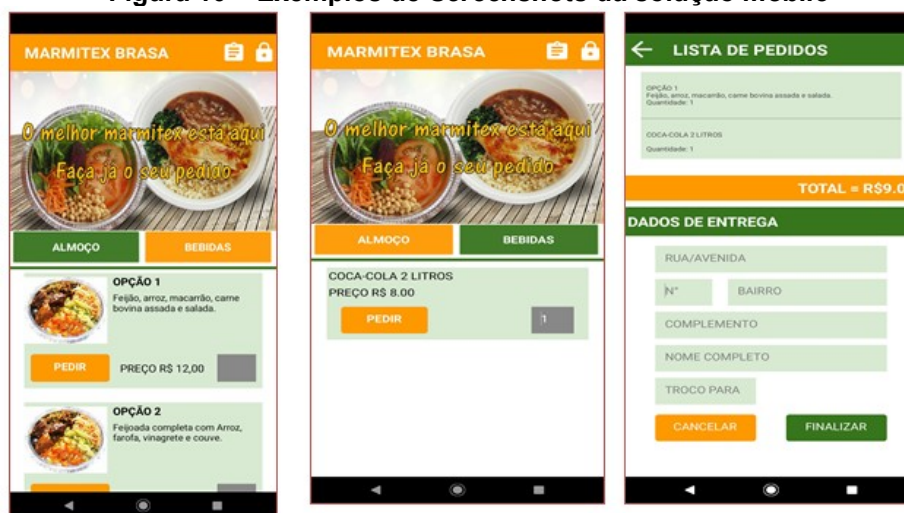 Figura 10 – Exemplos de Screenshots da solução mobile
MARMITEX BRASA
O melhor marmitex está aqui
Faça já o seu pedido
ALMOÇO
BEBIDAS
OPÇÃO 1
Feijão, arroz, macarrão, carne
bovina assada e salada.
PEDIR
PREÇO R$ 12,00
OPÇÃO 2
Feijoada completa com Arroz,
farofa, vinagrete e couve.
MARMITEX BRASA
O melhor marmitex está aqui
Faça já o seu pedido
ALMOÇO
BEBIDAS
COCA-COLA 2 LITROS
PREÇO R$ 8.00
PEDIR
1
LISTA DE PEDIDOS
OPÇÃO 1
Feijão, arroz, macarrão, carne bovina assada e salada.
Quantidade: 1
COCA-COLA 2 LITROS
Quantidade: 1
TOTAL = R$9.0
DADOS DE ENTREGA
RUA/AVENIDA
N°
BAIRRO
COMPLEMENTO
NOME COMPLETO
TROCO PARA
CANCELAR
FINALIZAR